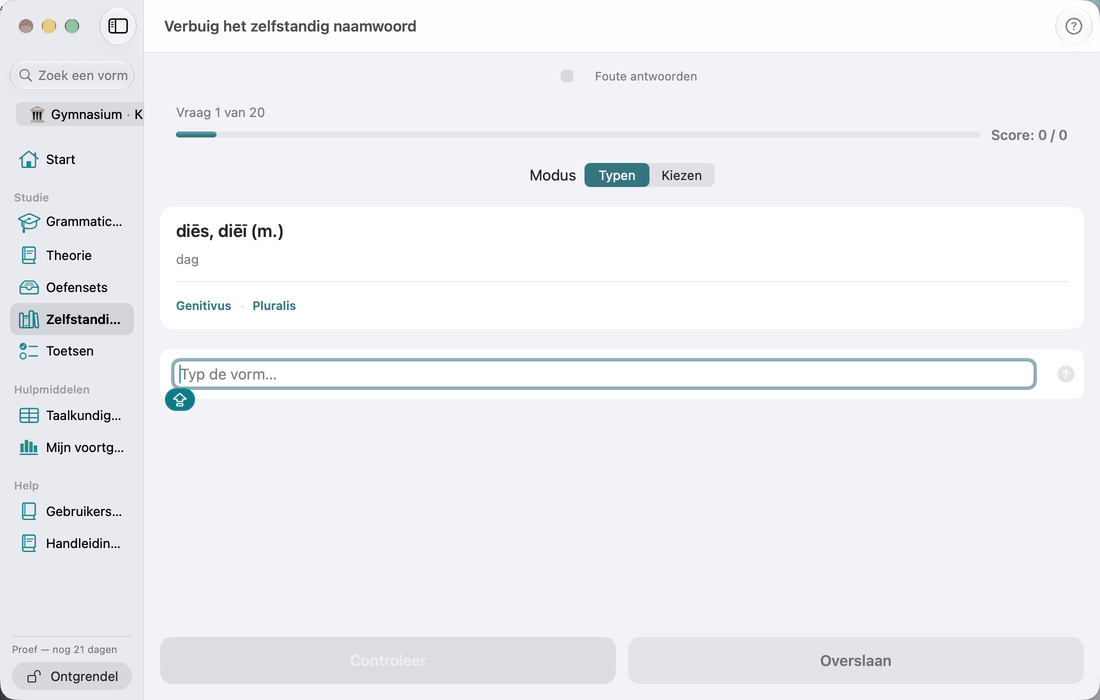 Zoek een vorm
Gymnasium · K
Start
Studie
Grammatic...
Theorie
Oefensets
Zelfstandi...
Toetsen
Hulpmiddelen
Taalkundig...
Mijn voortg...
Help
Gebruikers...
Handleidin...
Proef — nog 21 dagen
Ontgrendel
Verbuig het zelfstandig naamwoord
?
Foute antwoorden
Vraag 1 van 20
Score: 0 / 0
Modus Typen Kiezen
diēs, diēī (m.)
dag
Genitivus · Pluralis
Typ de vorm...
Controleer
Overslaan